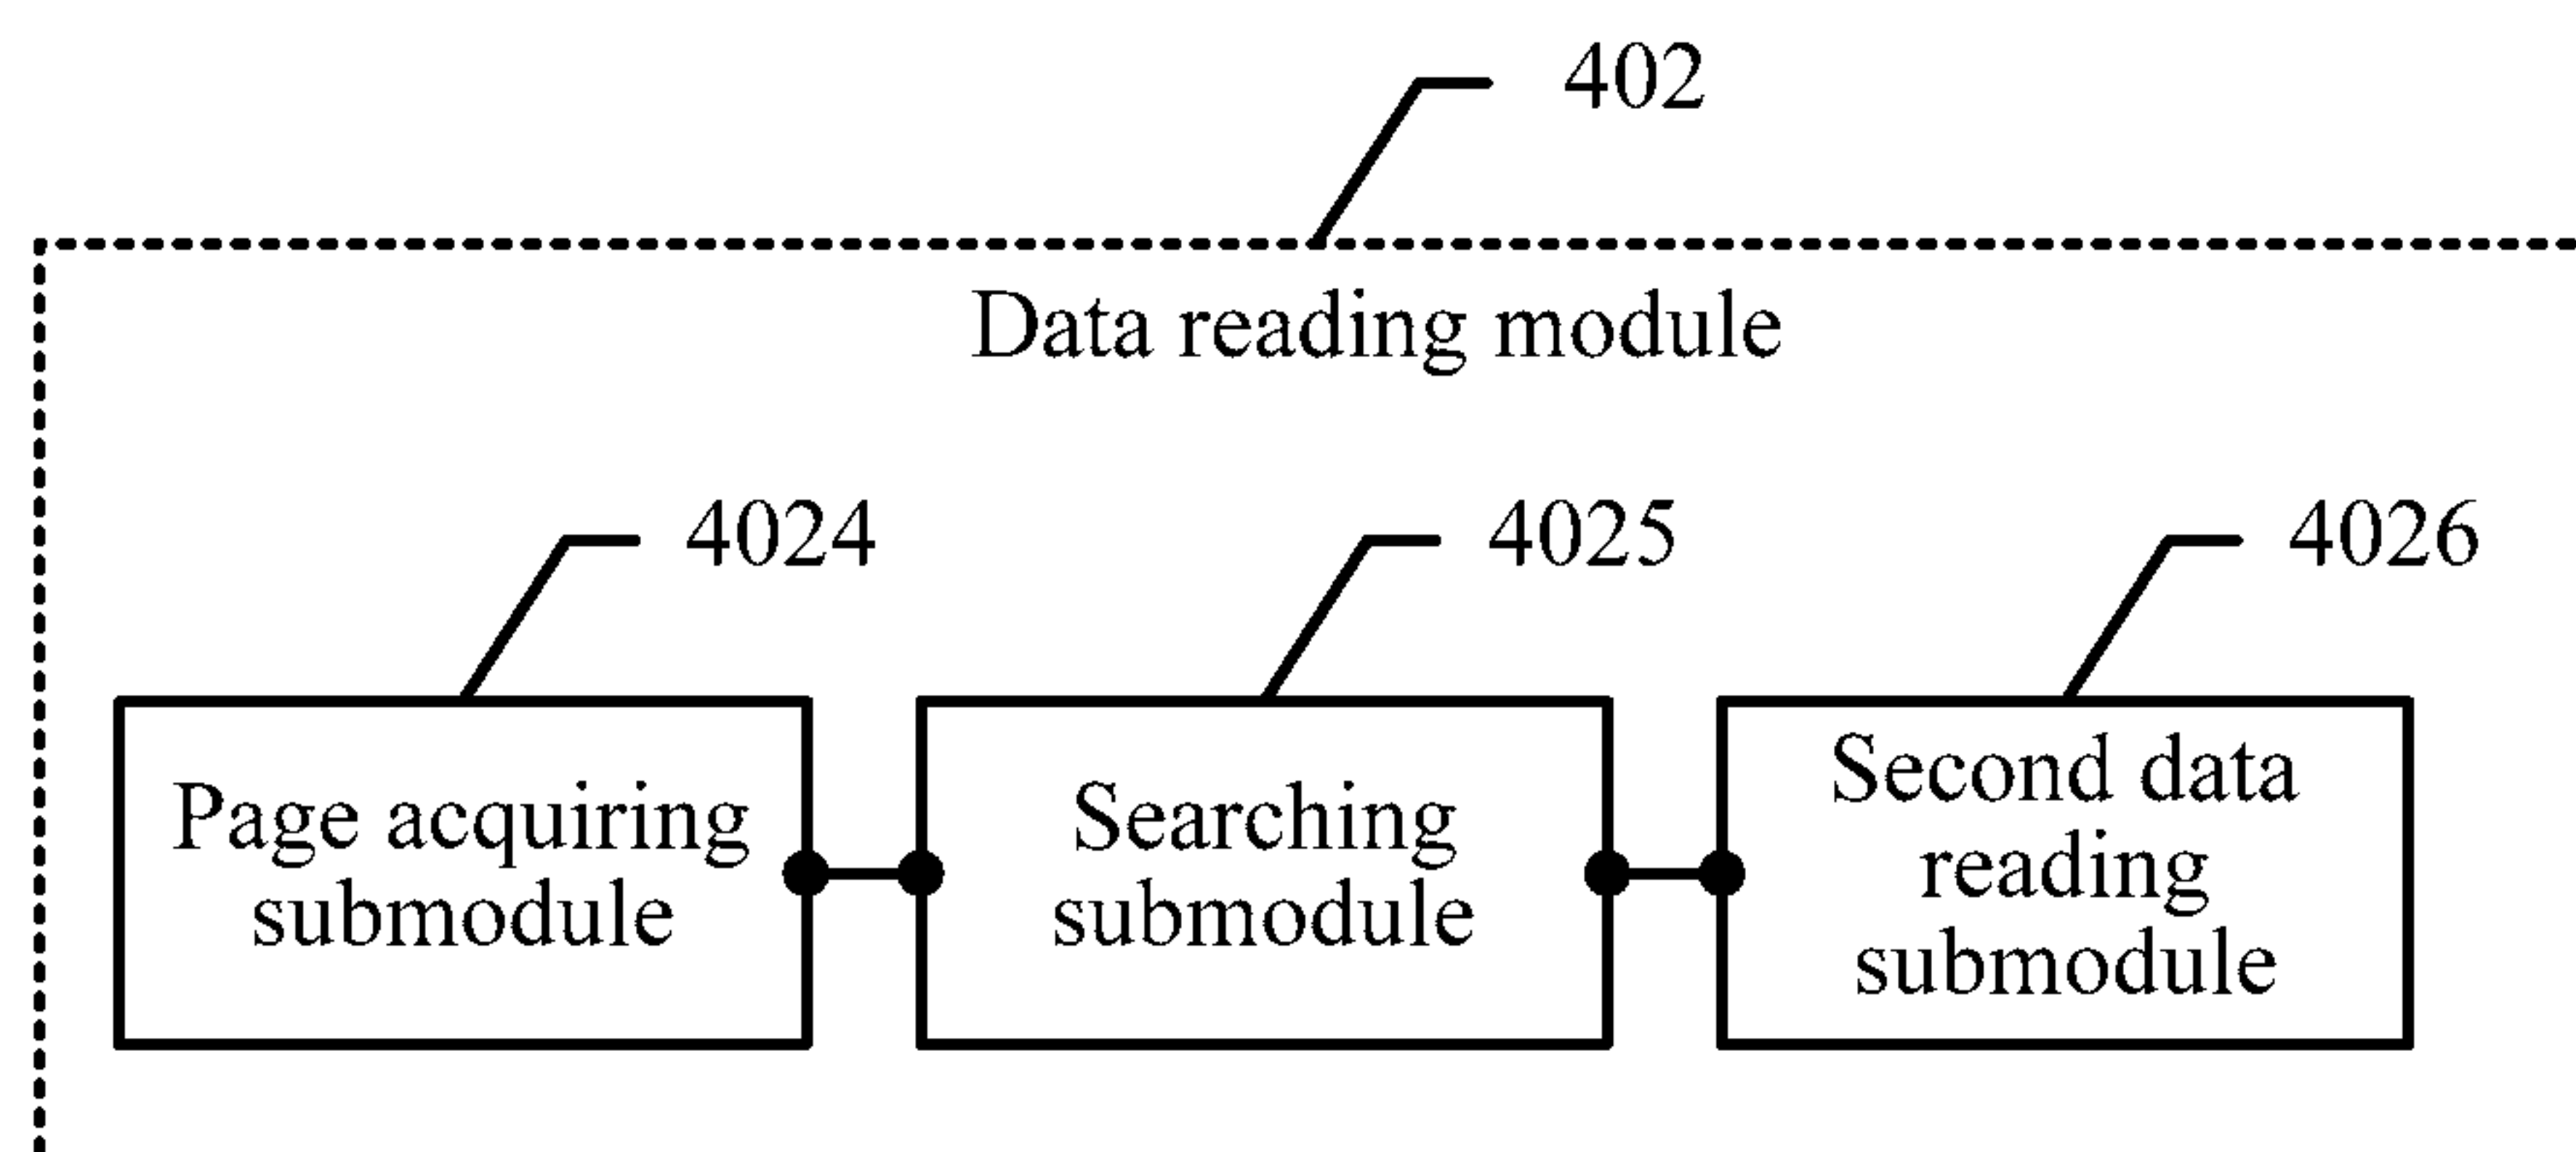 402
Data reading module
4024
4025
4026
Page acquiring
submodule
Searching
submodule
Second data
reading
submodule